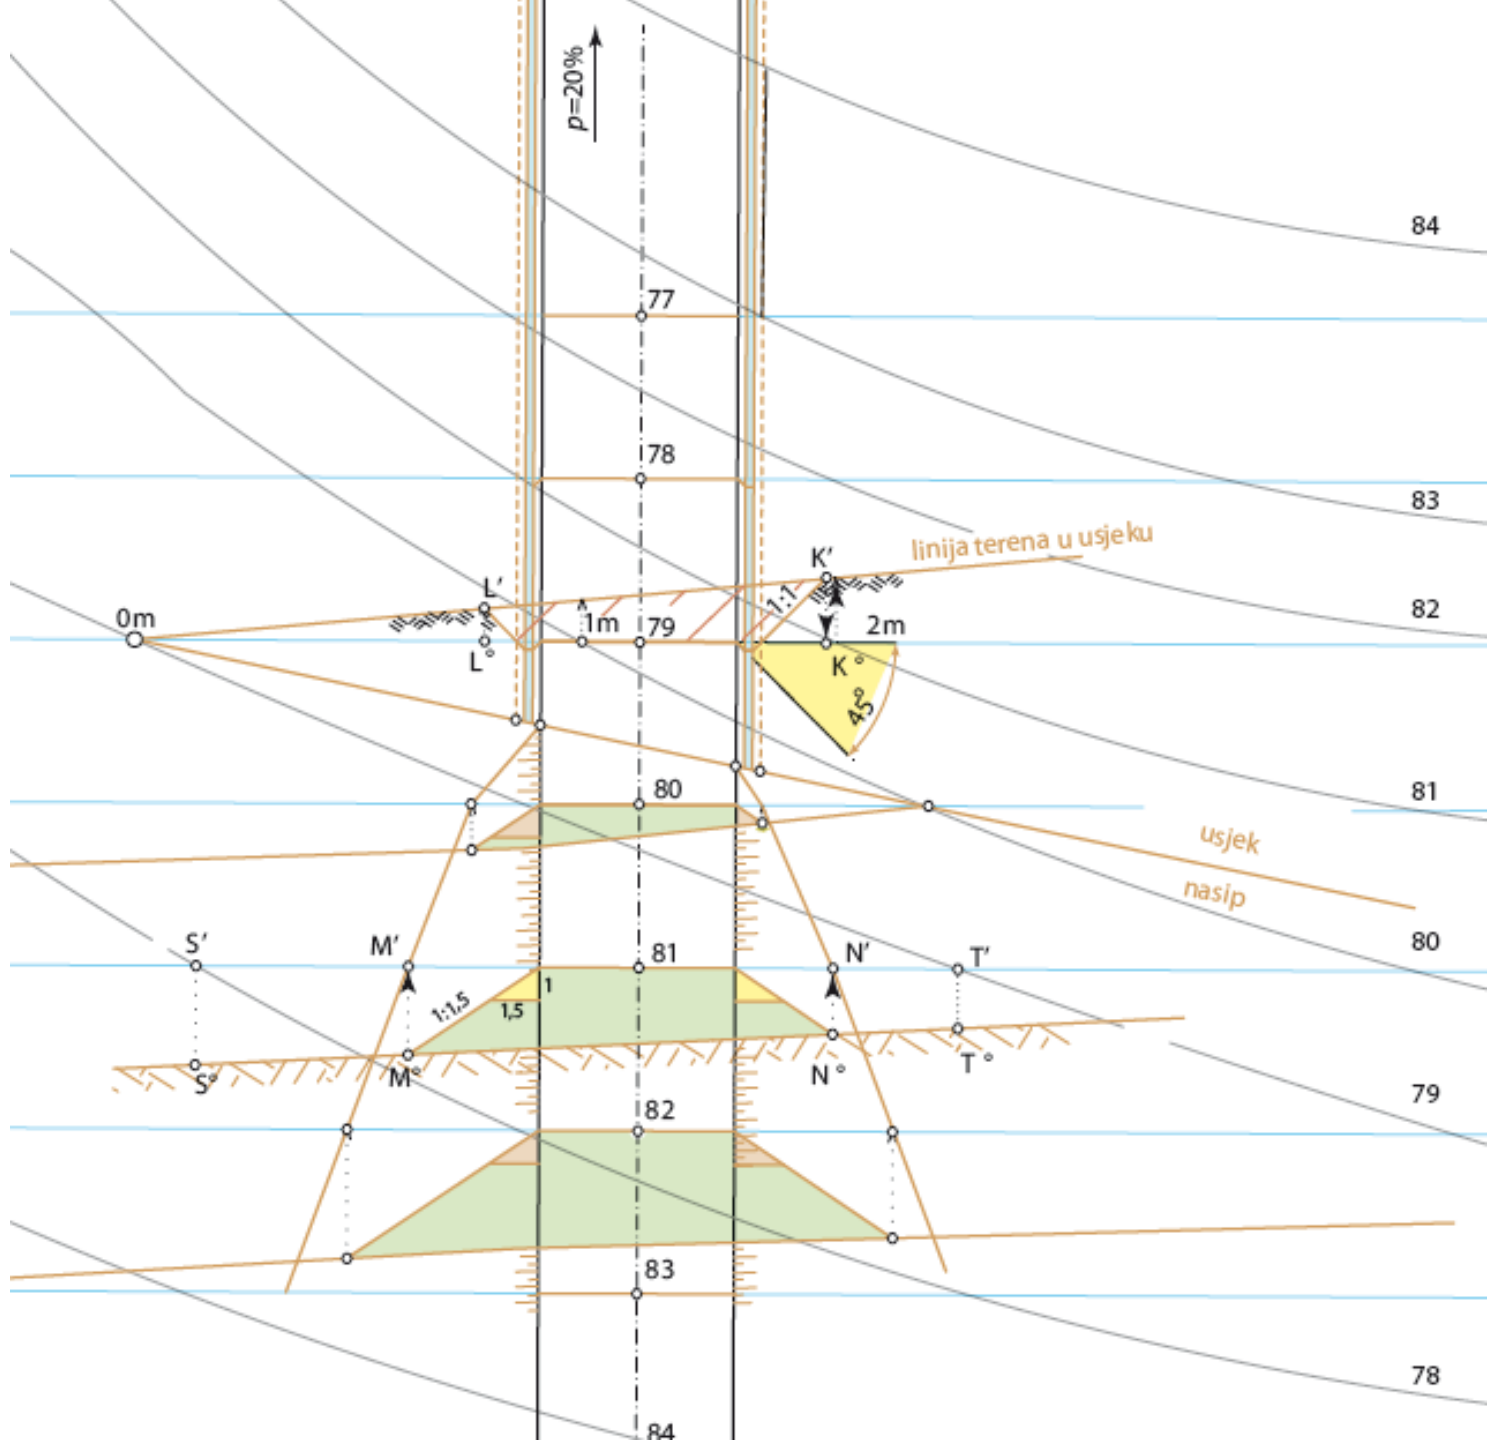 p=20%
84
77
78
83
linija terena u usjeku
K′
L′
1:1
82
0m
1m
79
2m
L°
K°
45°
80
81
usjek
nasip
80
S′
M′
81
N′
T′
1:1,5
1
1,5
S°
M°
N°
T°
79
82
83
78
84